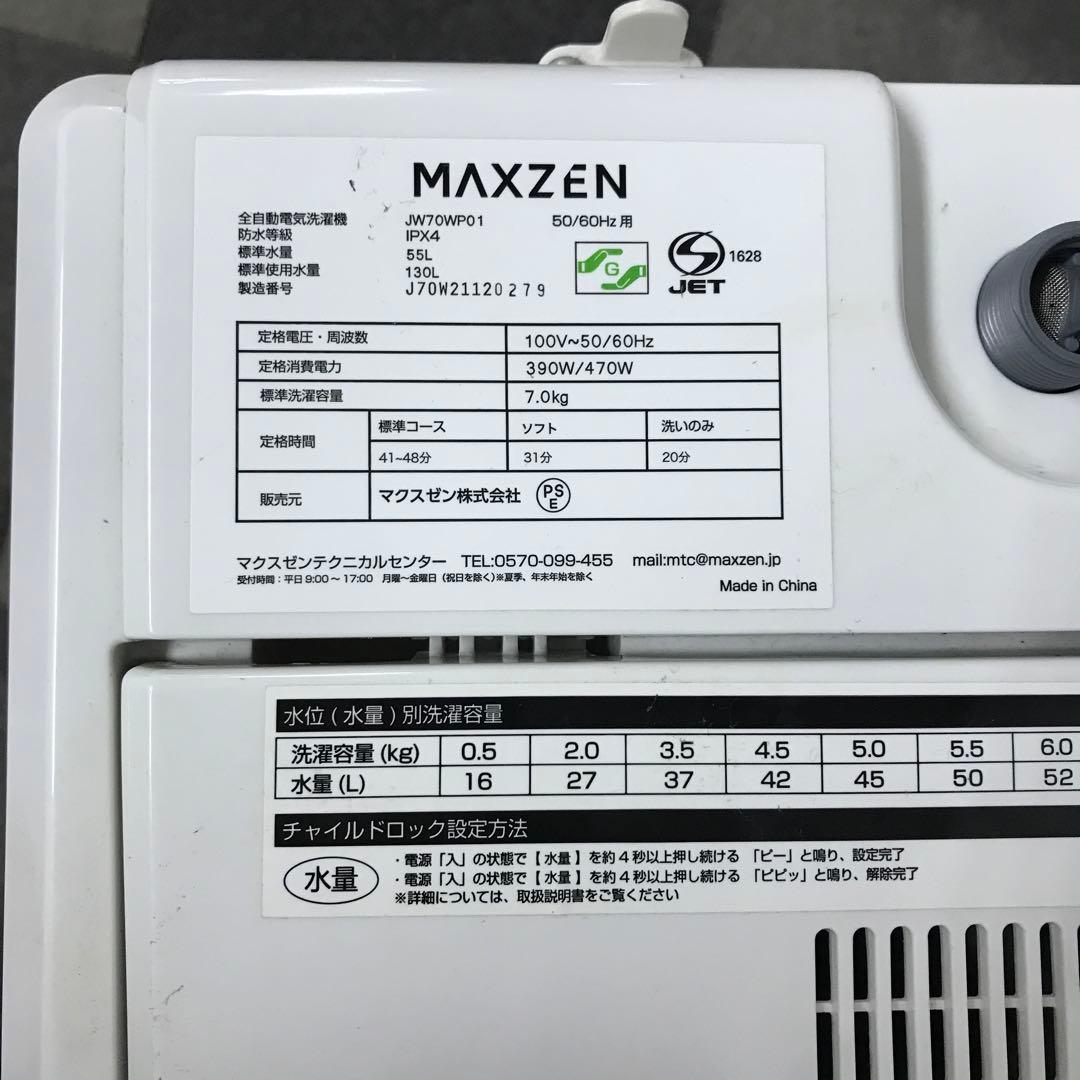 MAXZEN
全自動電気洗濯機 JW70WP01 50/60Hz 用
防水等級 IPX4
標準水量 55L
標準使用水量 130L
製造番号 J70W21120279
G
S
JET
1628
定格電圧・周波数 100V~50/60Hz
定格消費電力 390W/470W
標準洗濯容量 7.0kg
定格時間 標準コース ソフト 洗いのみ
41~48分 31分 20分
販売元 マクスゼン株式会社 PSE
マクスゼンテクニカルセンター TEL:0570-099-455 mail:mtc@maxzen.jp
受付時間:平日9:00~17:00 月曜~金曜日(祝日を除く)※夏季、年末年始を除く
Made in China
水位(水量)別洗濯容量
洗濯容量(kg) 0.5 2.0 3.5 4.5 5.0 5.5 6.0
水量(L) 16 27 37 42 45 50 52
チャイルドロック設定方法
水量
・電源「入」の状態で【水量】を約4秒以上押し続ける 「ピー」と鳴り、設定完了
・電源「入」の状態で【水量】を約4秒以上押し続ける 「ピピッ」と鳴り、解除完了
※詳細については、取扱説明書をご覧ください